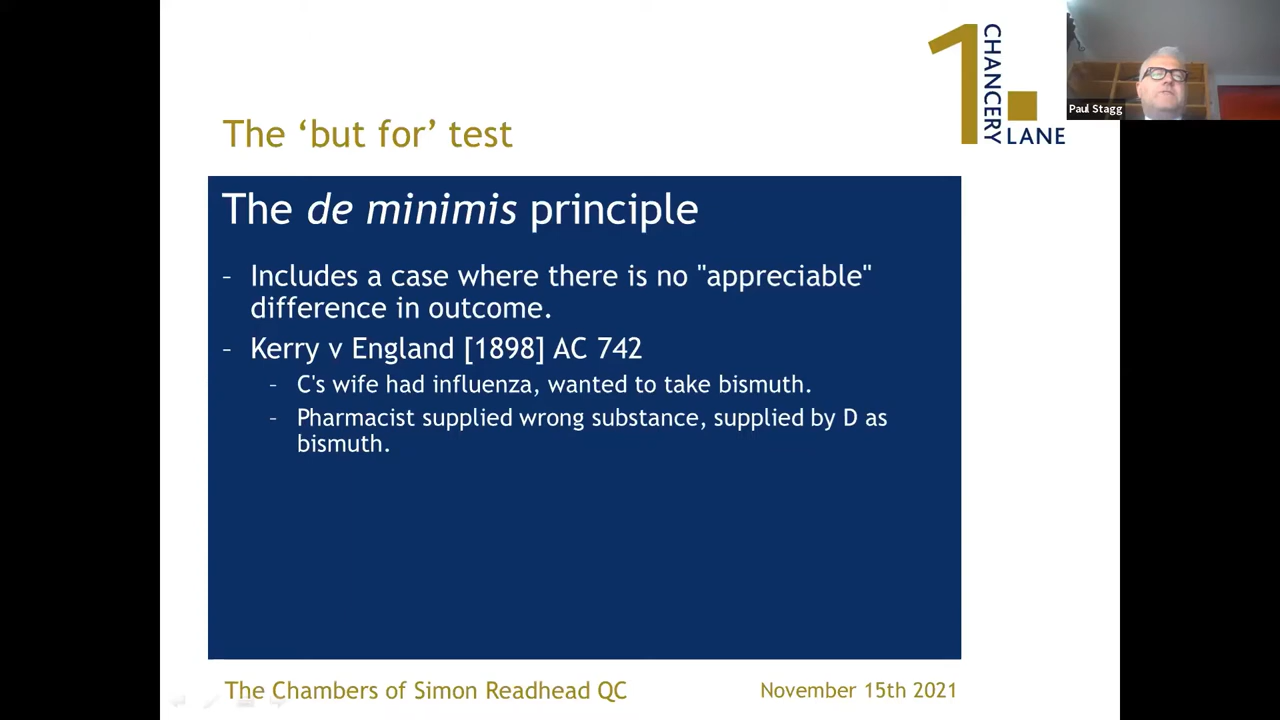 1
CHANCERY
LANE
Paul Stagg
The ‘but for’ test
The de minimis principle
- Includes a case where there is no "appreciable"
difference in outcome.
- Kerry v England [1898] AC 742
- C's wife had influenza, wanted to take bismuth.
- Pharmacist supplied wrong substance, supplied by D as
bismuth.
The Chambers of Simon Readhead QC
November 15th 2021